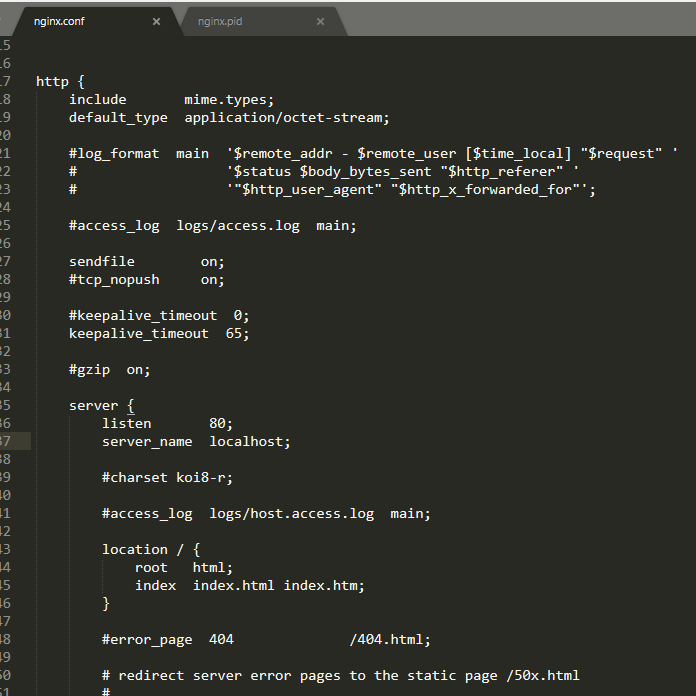 nginx.conf × nginx.pid ×
5
6
7 http {
8 include mime.types;
9 default_type application/octet-stream;
20
21 #log_format main '$remote_addr - $remote_user [$time_local] "$request" '
22 # '$status $body_bytes_sent "$http_referer" '
23 # '"$http_user_agent" "$http_x_forwarded_for"';
24
25 #access_log logs/access.log main;
26
27 sendfile on;
28 #tcp_nopush on;
29
30 #keepalive_timeout 0;
31 keepalive_timeout 65;
32
33 #gzip on;
34
35 server {
36 listen 80;
37 server_name localhost;
38
39 #charset koi8-r;
40
41 #access_log logs/host.access.log main;
42
43 location / {
44 root html;
45 index index.html index.htm;
46 }
47
48 #error_page 404 /404.html;
49
50 # redirect server error pages to the static page /50x.html
51 #